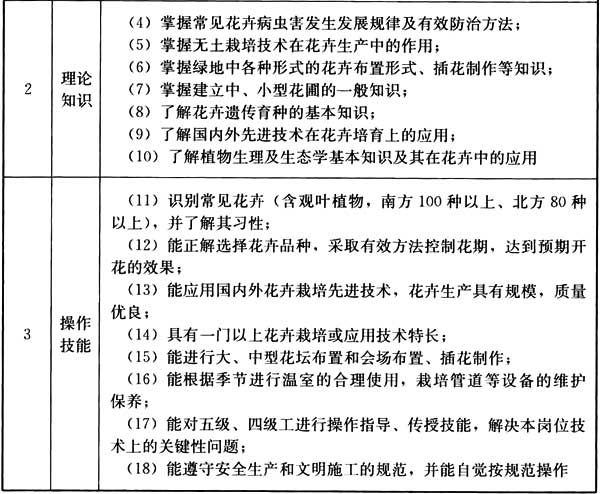 （4）掌握常见花卉病虫害发生发展规律及有效防治方法；
（5）掌握无土栽培技术在花卉生产中的作用；
（6）掌握绿地中各种形式的花卉布置形式、插花制作等知识；
2 理论知识
（7）掌握建立中、小型花圃的一般知识；
（8）了解花卉遗传育种的基本知识；
（9）了解国内外先进技术在花卉培育上的应用；
（10）了解植物生理及生态学基本知识及其在花卉中的应用
（11）识别常见花卉（含观叶植物，南方100种以上、北方80种
以上），并了解其习性；
（12）能正解选择花卉品种，采取有效方法控制花期，达到预期开
花的效果；
（13）能应用国内外花卉栽培先进技术，花卉生产具有规模，质量
优良；
3 操作技能
（14）具有一门以上花卉栽培或应用技术特长；
（15）能进行大、中型花坛布置和会场布置、插花制作；
（16）能根据季节进行温室的合理使用，栽培管道等设备的维护
保养；
（17）能对五级、四级工进行操作指导、传授技能，解决本岗位技
术上的关键性问题；
（18）能遵守安全生产和文明施工的规范，并能自觉按规范操作